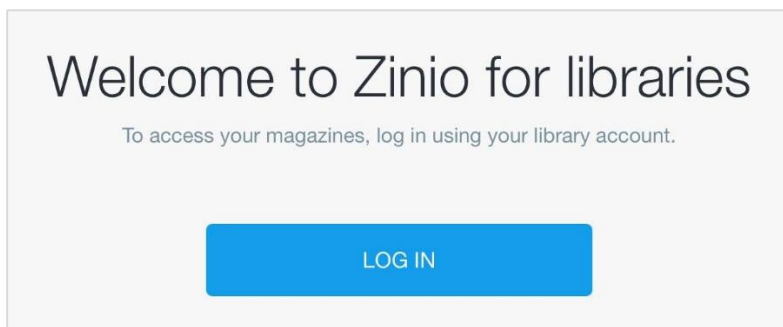 Welcome to Zinio for libraries
To access your magazines, log in using your library account.
LOG IN